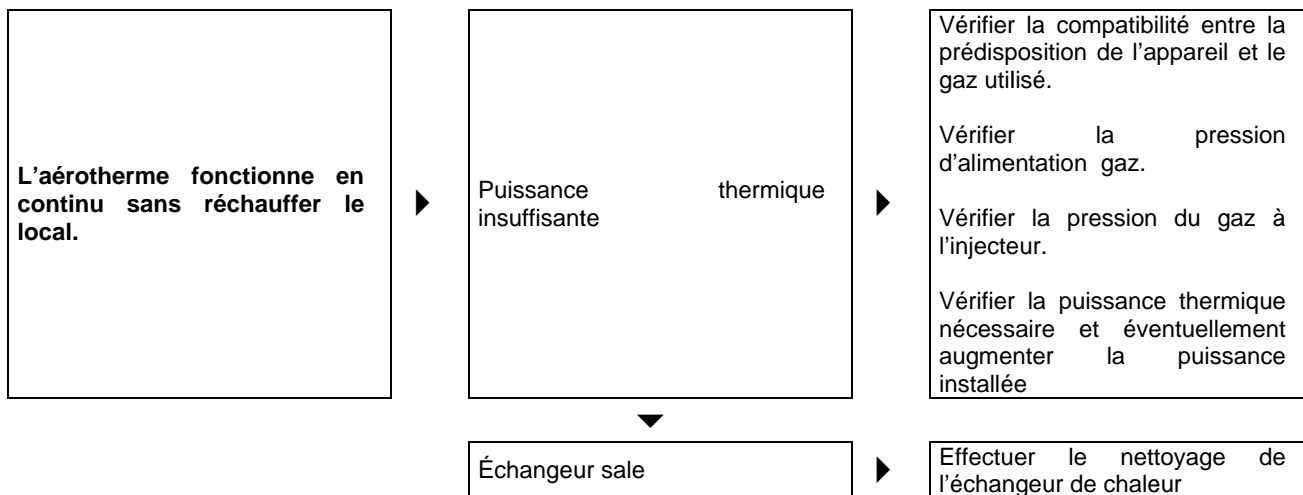 L'aérotherme fonctionne en
continu sans réchauffer le
local.
Puissance thermique
insuffisante
Vérifier la compatibilité entre la
prédisposition de l'appareil et le
gaz utilisé.
Vérifier la pression
d'alimentation gaz.
Vérifier la pression du gaz à
l'injecteur.
Vérifier la puissance thermique
nécessaire et éventuellement
augmenter la puissance
installée
Échangeur sale
Effectuer le nettoyage de
l'échangeur de chaleur